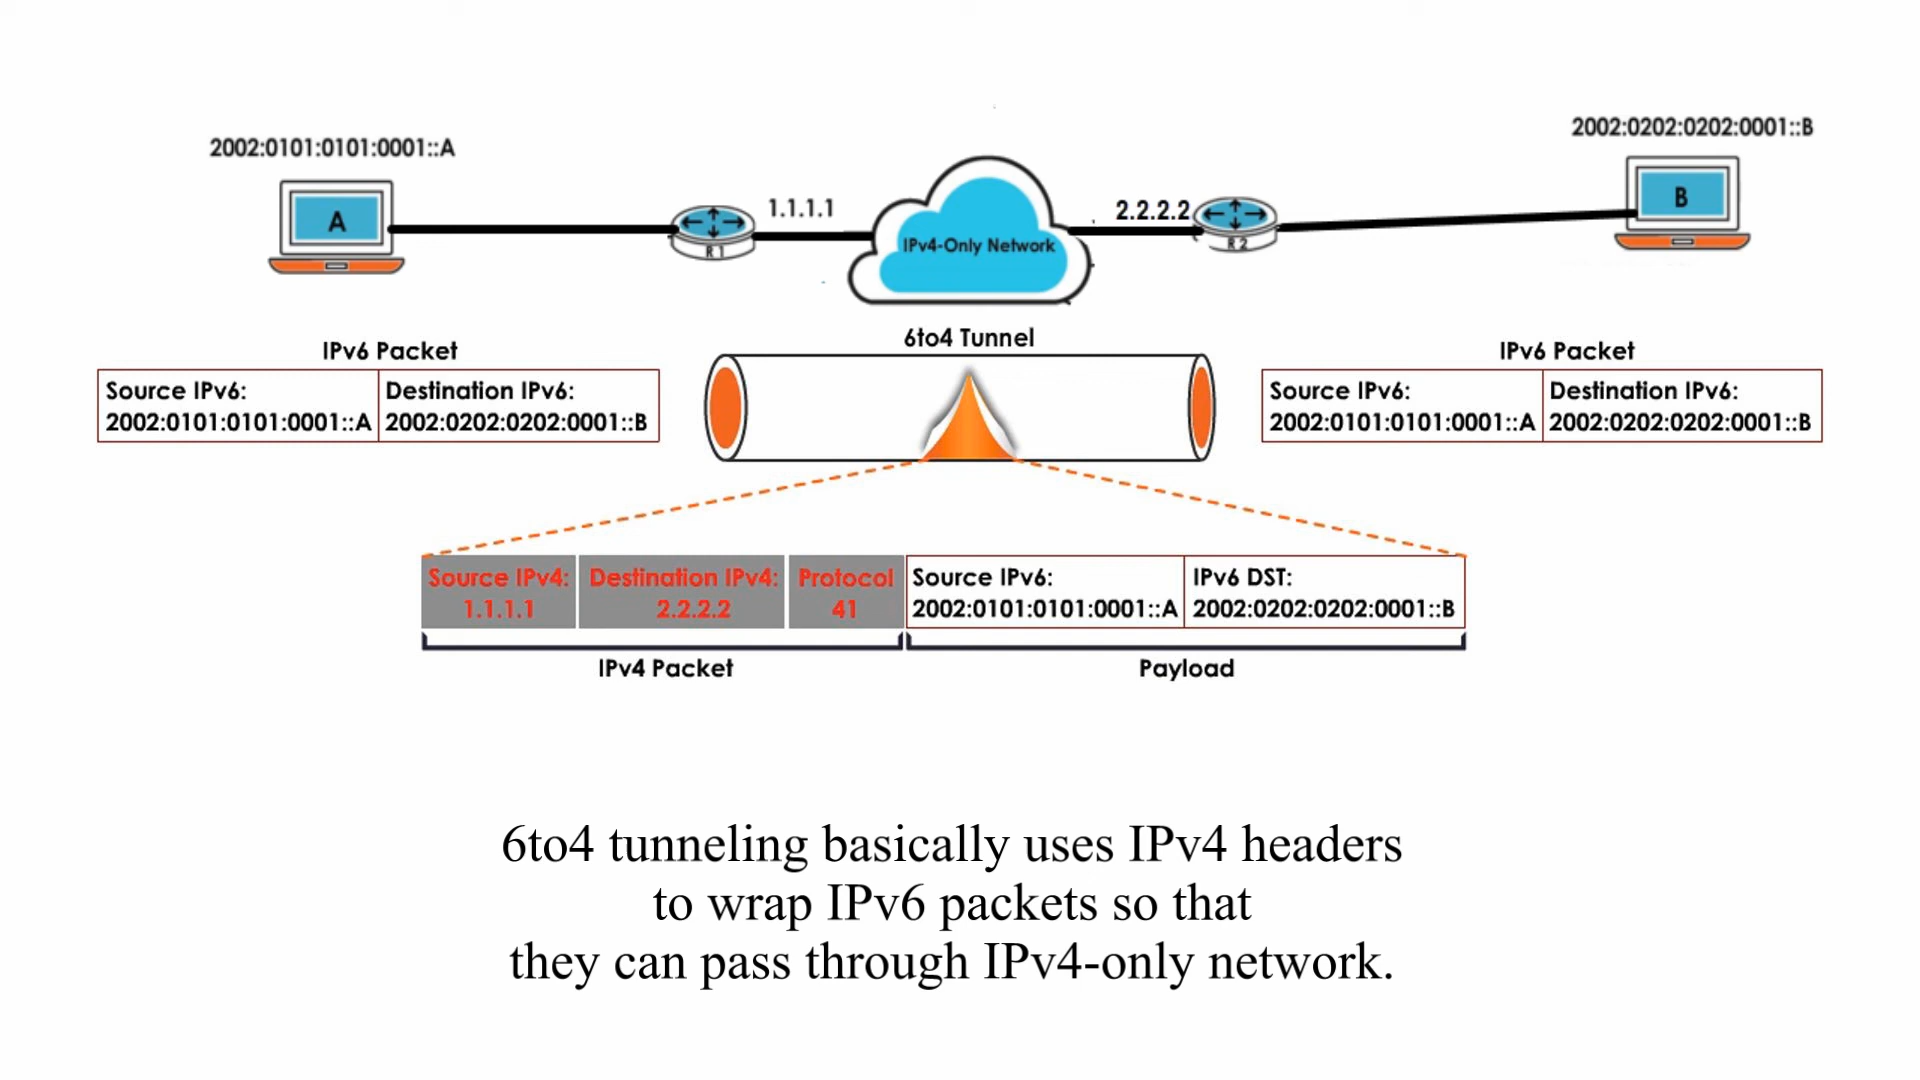 2002:0101:0101:0001::A
2002:0202:0202:0001::B
A
R1
1.1.1.1
IPv4-Only Network
2.2.2.2
R2
B
6to4 Tunnel
IPv6 Packet
Source IPv6:
2002:0101:0101:0001::A
Destination IPv6:
2002:0202:0202:0001::B
IPv6 Packet
Source IPv6:
2002:0101:0101:0001::A
Destination IPv6:
2002:0202:0202:0001::B
Source IPv4:
1.1.1.1
Destination IPv4:
2.2.2.2
Protocol
41
Source IPv6:
2002:0101:0101:0001::A
IPv6 DST:
2002:0202:0202:0001::B
IPv4 Packet
Payload
6to4 tunneling basically uses IPv4 headers
to wrap IPv6 packets so that
they can pass through IPv4-only network.